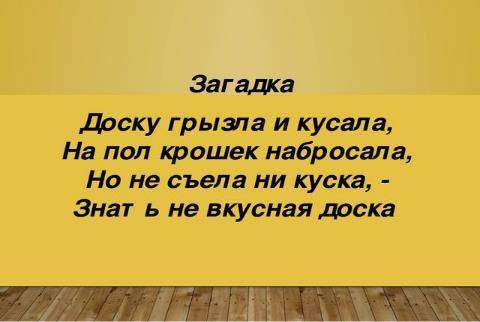 Загадка
Доску грызла и кусала,
На пол крошек набросала,
Но не съела ни куска, -
Знат ь не вкусная доска